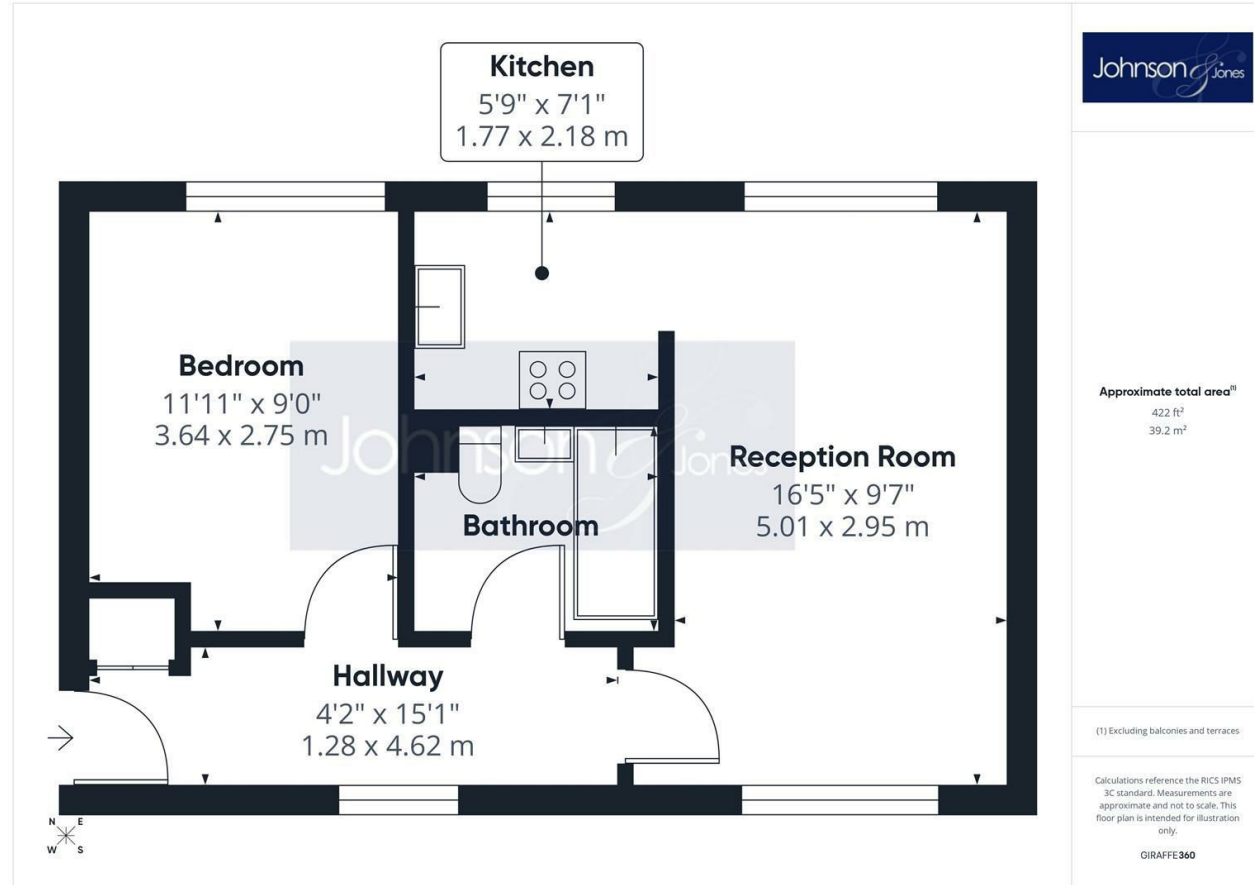 Kitchen
5'9" x 7'1"
1.77 x 2.18 m
Johnson & Jones
Bedroom
11'11" x 9'0"
3.64 x 2.75 m
Johnson & Jones
Bathroom
Reception Room
16'5" x 9'7"
5.01 x 2.95 m
Hallway
4'2" x 15'1"
1.28 x 4.62 m
N E
W S
Approximate total area(1)
422 ft²
39.2 m²
(1) Excluding balconies and terraces
Calculations reference the RICS IPMS
3C standard. Measurements are
approximate and not to scale. This
floor plan is intended for illustration
only.
GIRAFFE360